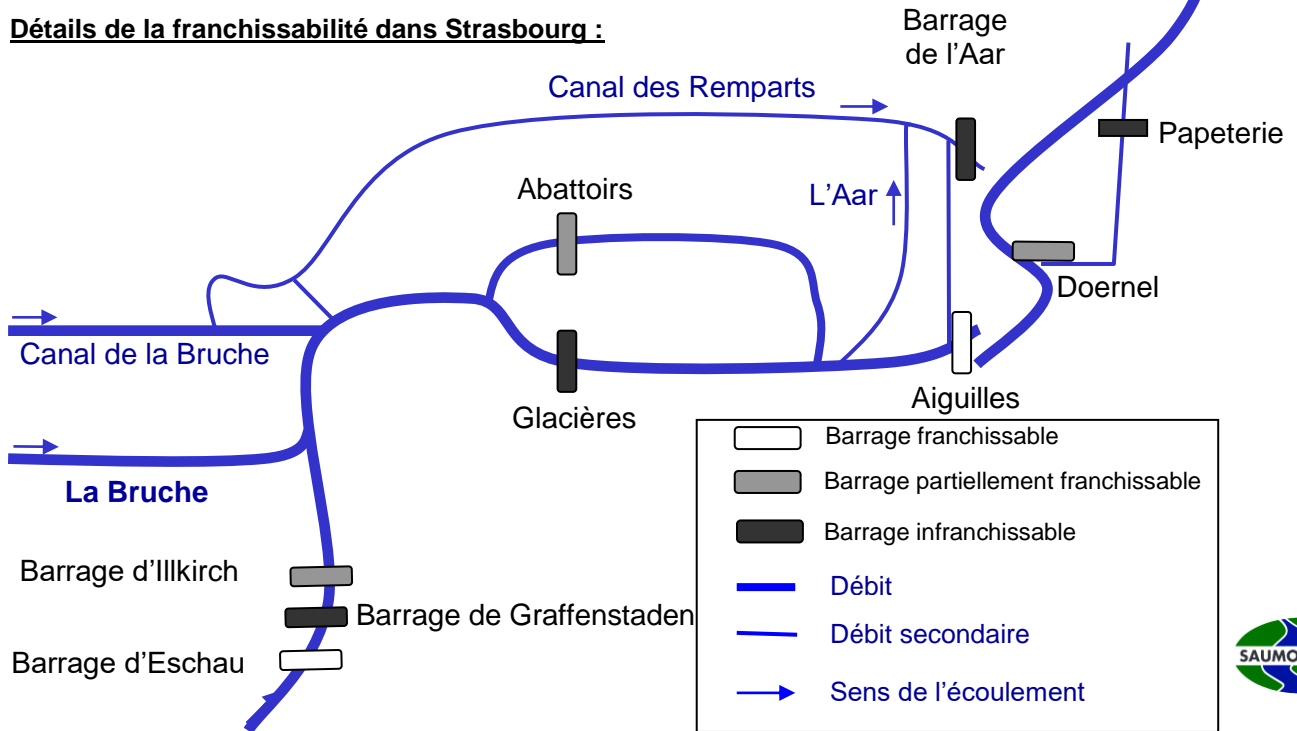 Détails de la franchissabilité dans Strasbourg :
Barrage
de l'Aar
Canal des Remparts
Papeterie
Abattoirs
L'Aar
Doernel
Canal de la Bruche
Glacières
Aiguilles
La Bruche
Barrage d'Illkirch
Barrage de Graffenstaden
Barrage d'Eschau
Barrage franchissable
Barrage partiellement franchissable
Barrage infranchissable
Débit
Débit secondaire
Sens de l'écoulement